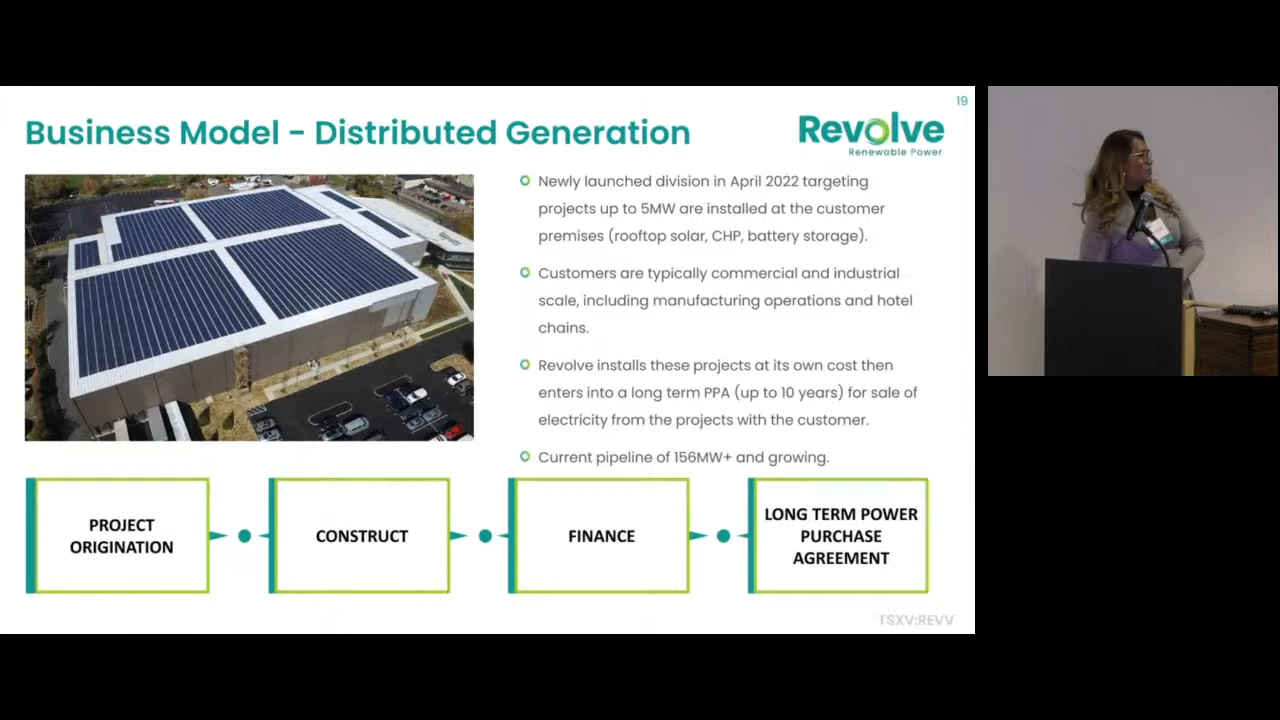 19
Business Model - Distributed Generation
Revolve
Renewable Power
Newly launched division in April 2022 targeting
projects up to 5MW are installed at the customer
premises (rooftop solar, CHP, battery storage).
Customers are typically commercial and industrial
scale, including manufacturing operations and hotel
chains.
Revolve installs these projects at its own cost then
enters into a long term PPA (up to 10 years) for sale of
electricity from the projects with the customer.
Current pipeline of 156MW+ and growing.
PROJECT
ORIGINATION
CONSTRUCT
FINANCE
LONG TERM POWER
PURCHASE
AGREEMENT
TSXV:REVV